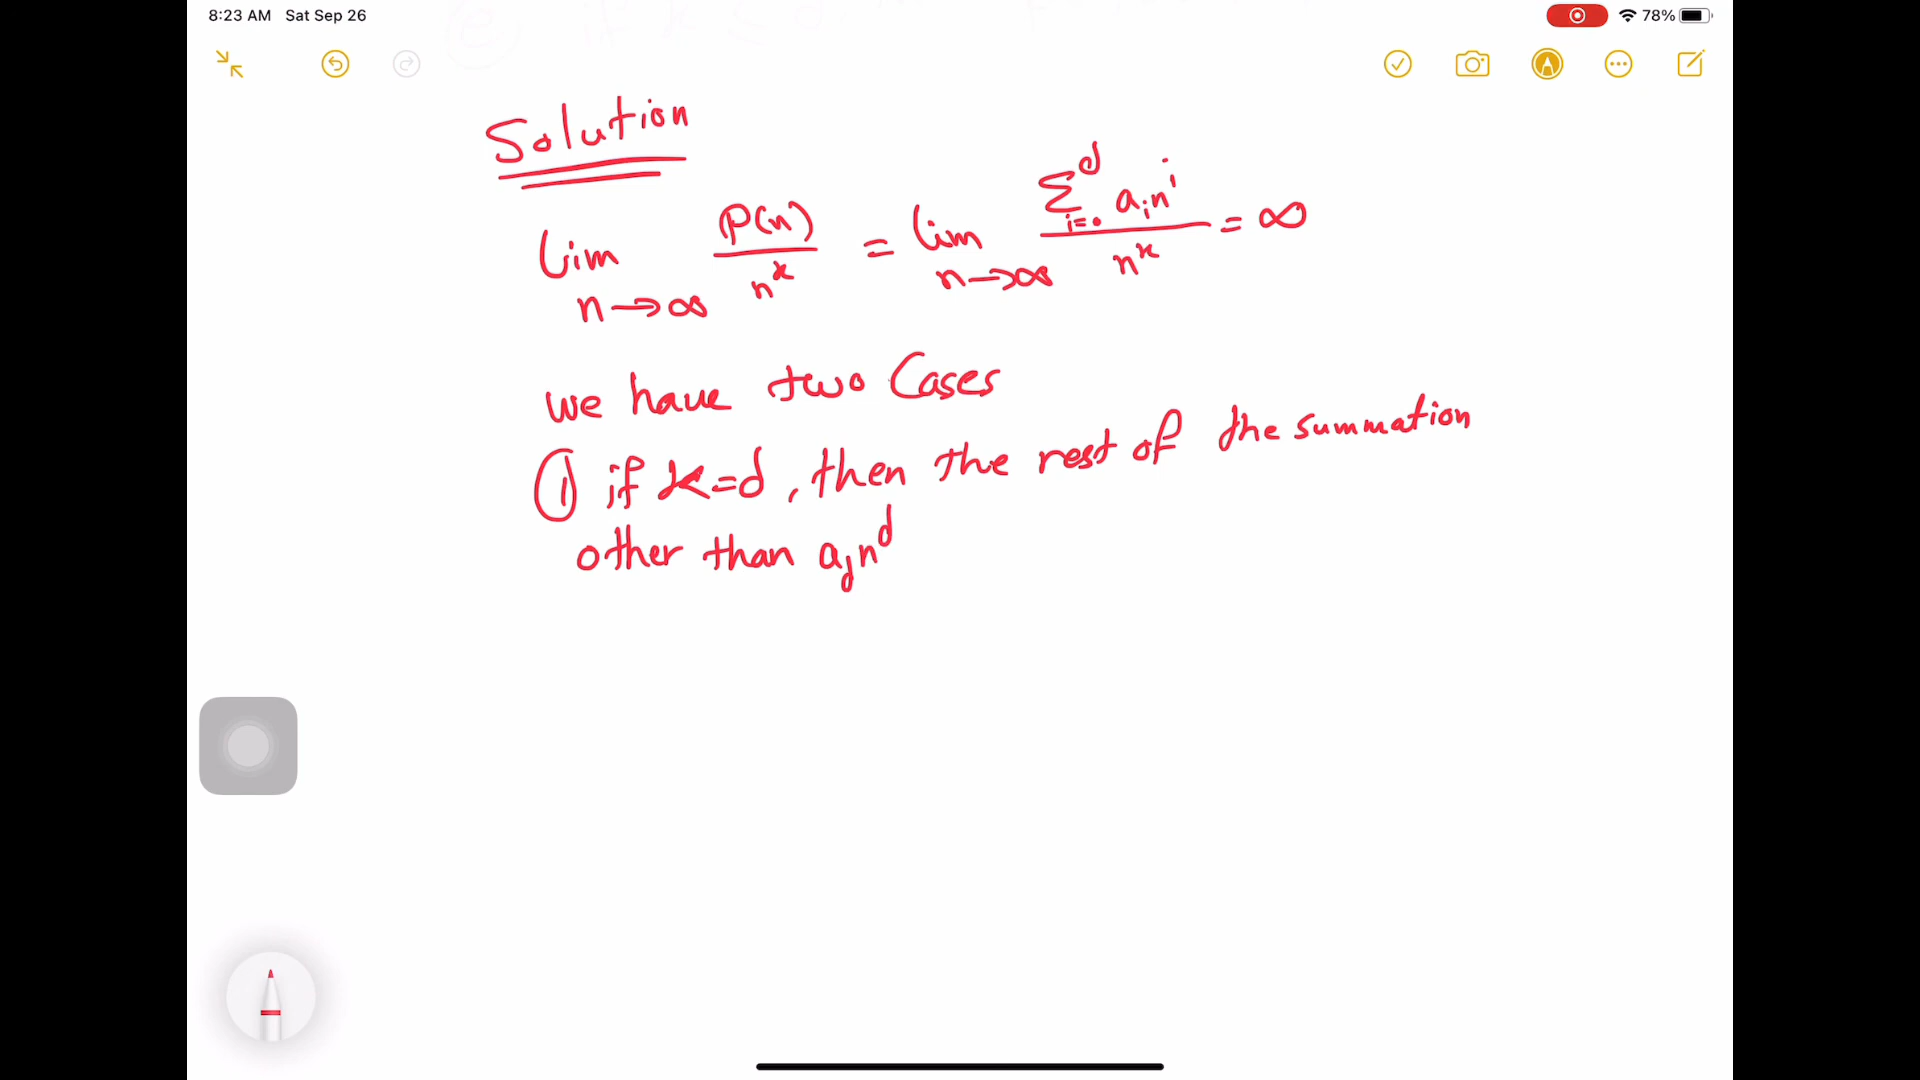 8:23 AM Sat Sep 26 78%
Solution
lim n→∞ P(n)/n^k = lim n→∞ Σ_{i=0}^{d} a_i n^i / n^k = ∞
we have two Cases
① if k=d, then the rest of the summation
other than a_d n^d